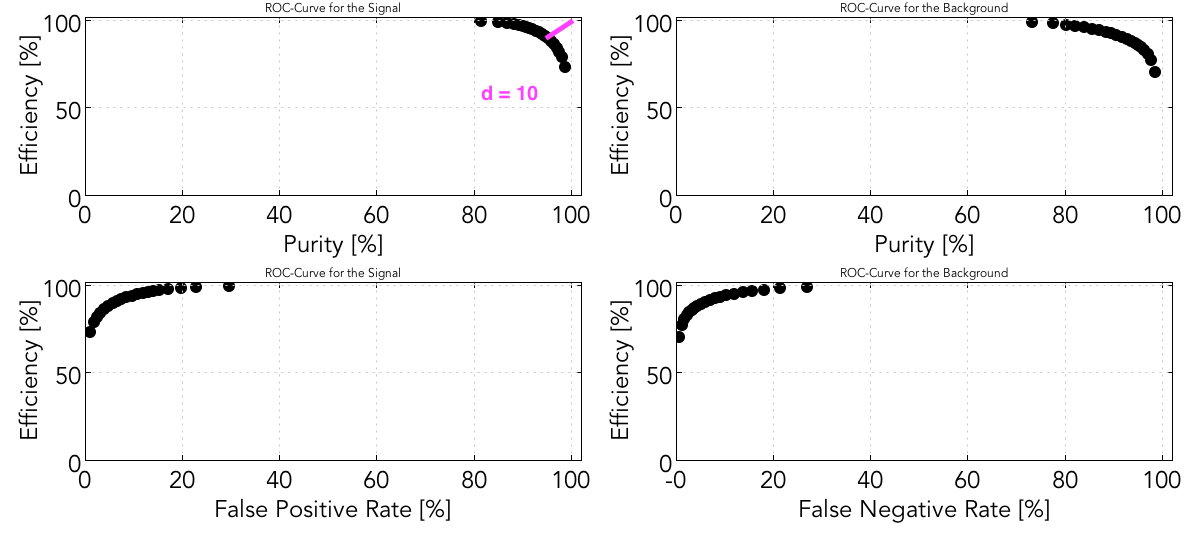 ROC-Curve for the Signal
100
50
0
Efficiency [%]
d = 10
0 20 40 60 80 100
Purity [%]
ROC-Curve for the Background
100
50
0
Efficiency [%]
0 20 40 60 80 100
Purity [%]
ROC-Curve for the Signal
100
50
0
Efficiency [%]
0 20 40 60 80 100
False Positive Rate [%]
ROC-Curve for the Background
100
50
0
Efficiency [%]
-0 20 40 60 80 100
False Negative Rate [%]